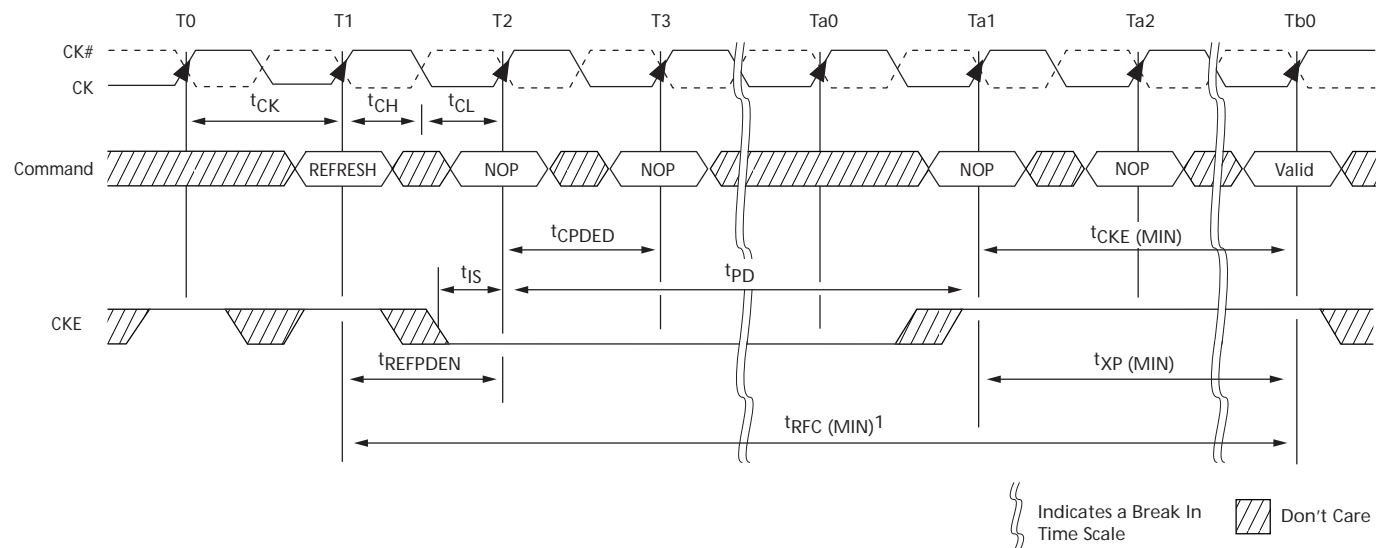 T0 T1 T2 T3 Ta0 Ta1 Ta2 Tb0
CK#
CK
tCK tCH tCL
Command REFRESH NOP NOP NOP NOP Valid
tCPDED tCKE (MIN)
tIS tPD
CKE
tREFPDEN tXP (MIN)
tRFC (MIN)1
Indicates a Break In
Time Scale
Don't Care